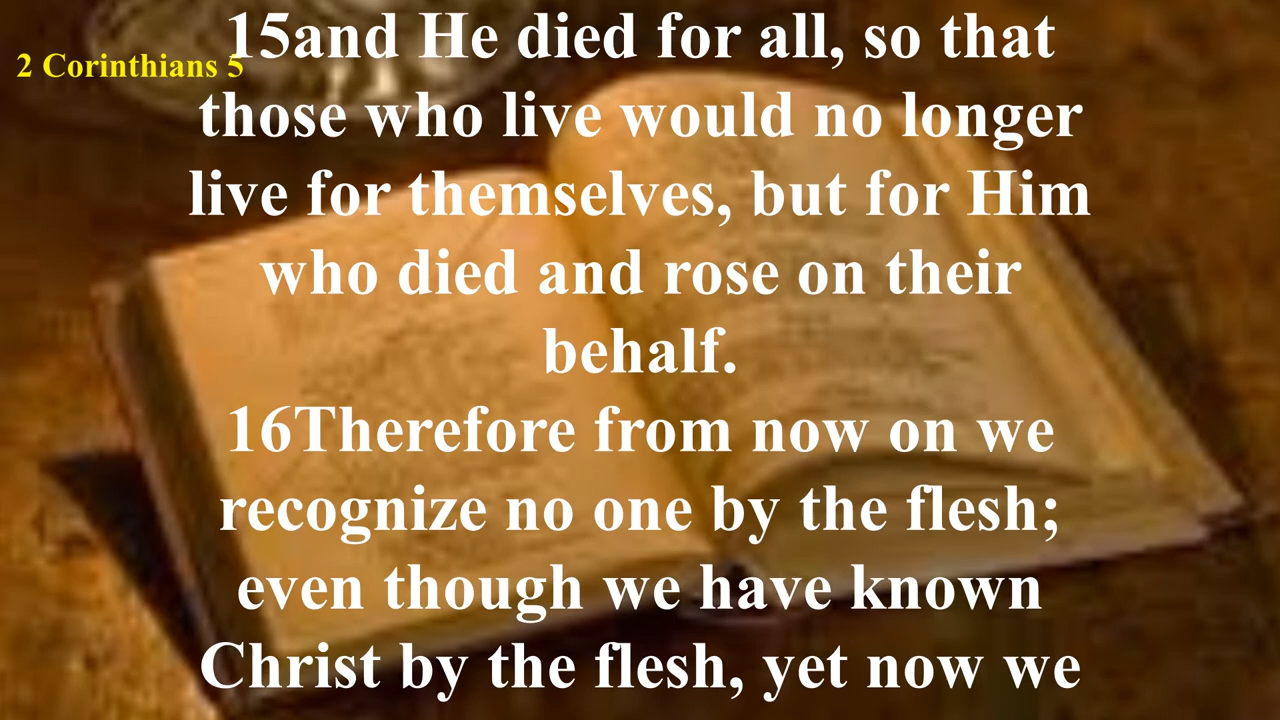 2 Corinthians 5
15and He died for all, so that
those who live would no longer
live for themselves, but for Him
who died and rose on their
behalf.
16Therefore from now on we
recognize no one by the flesh;
even though we have known
Christ by the flesh, yet now we